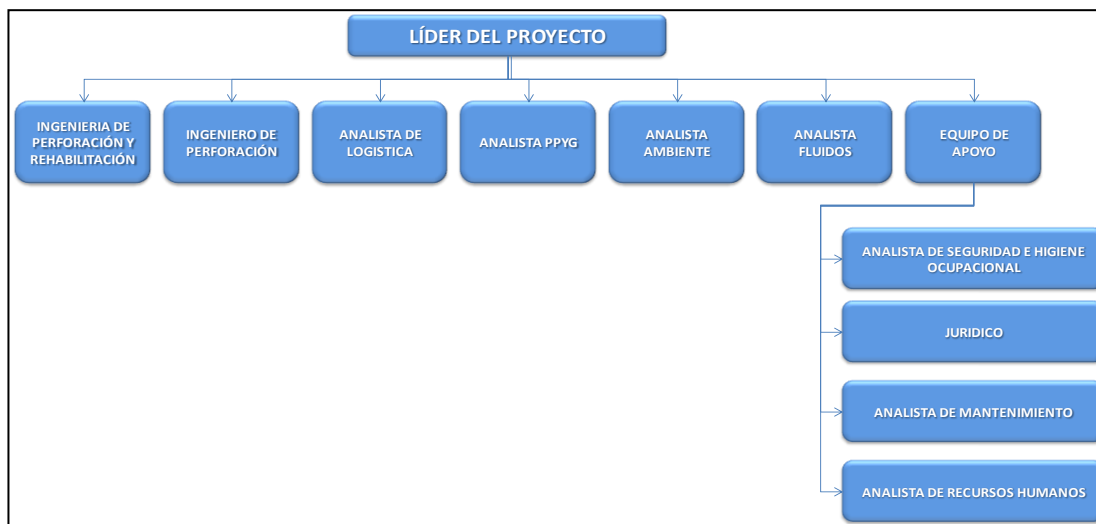 LÍDER DEL PROYECTO
INGENIERIA DE
PERFORACIÓN Y
REHABILITACIÓN
INGENIERO DE
PERFORACIÓN
ANALISTA DE
LOGISTICA
ANALISTA PPYG
ANALISTA
AMBIENTE
ANALISTA
FLUIDOS
EQUIPO DE
APOYO
ANALISTA DE SEGURIDAD E HIGIENE
OCUPACIONAL
JURIDICO
ANALISTA DE MANTENIMIENTO
ANALISTA DE RECURSOS HUMANOS